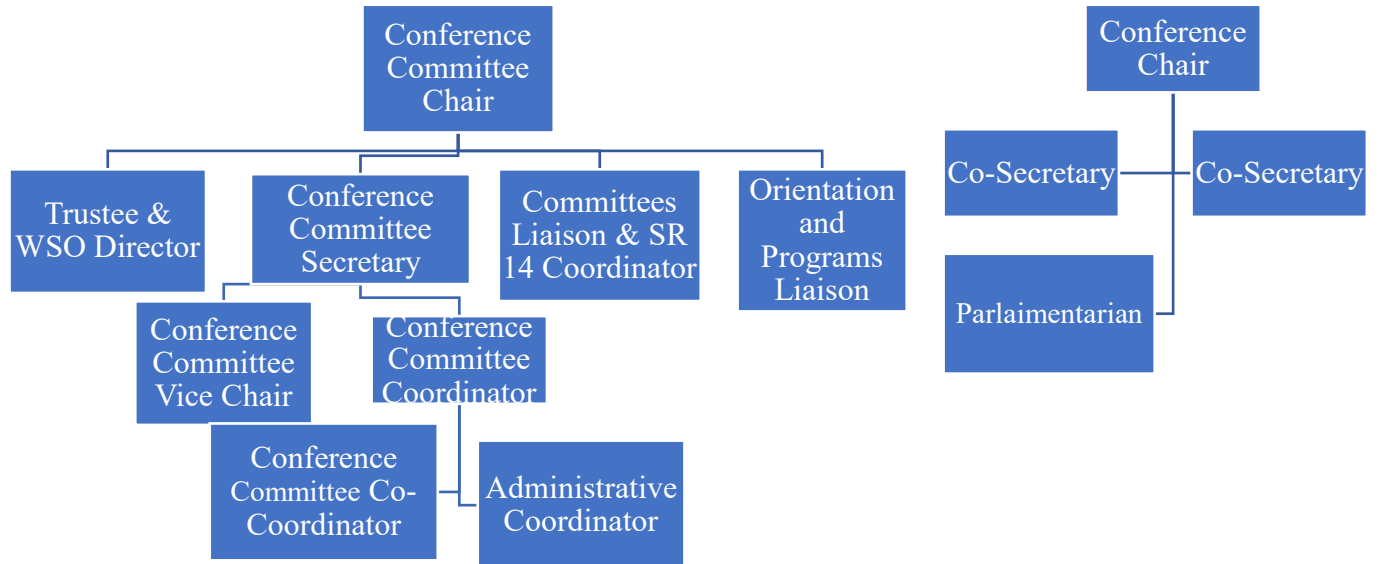 Conference
Committee
Chair
Conference
Chair
Co-Secretary
Co-Secretary
Trustee &
WSO Director
Conference
Committee
Secretary
Committees
Liaison & SR
14 Coordinator
Orientation
and
Programs
Liaison
Parlaimentarian
Conference
Committee
Vice Chair
Conference
Committee
Coordinator
Conference
Committee Co-
Coordinator
Administrative
Coordinator